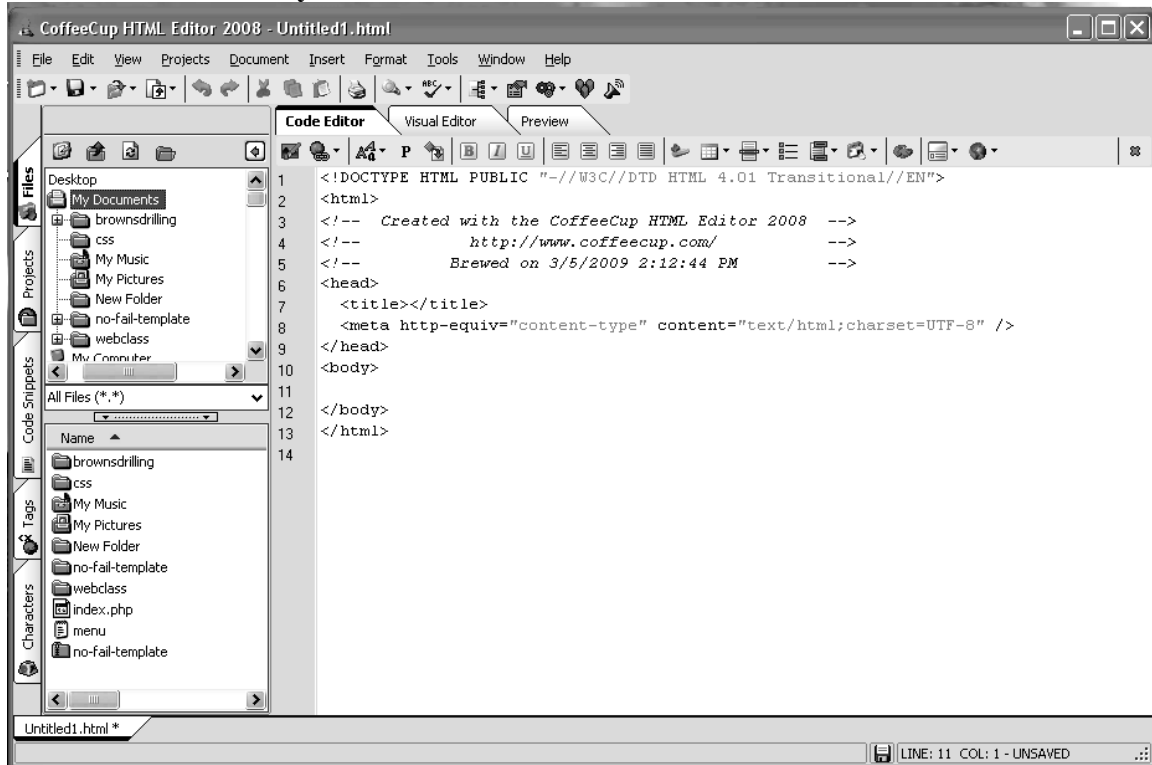 CoffeeCup HTML Editor 2008 - Untitled1.html
File Edit View Projects Document Insert Format Tools Window Help
ABC
Code Editor Visual Editor Preview
P B I U
Files
Projects
Code Snippets
Tags
Characters
Desktop
My Documents
brownsdrilling
css
My Music
My Pictures
New Folder
no-fail-template
webclass
My Computer
All Files (*.*)
Name
brownsdrilling
css
My Music
My Pictures
New Folder
no-fail-template
webclass
index.php
menu
no-fail-template
1 <!DOCTYPE HTML PUBLIC "-//W3C//DTD HTML 4.01 Transitional//EN">
2 <html>
3 <!-- Created with the CoffeeCup HTML Editor 2008 -->
4 <!-- http://www.coffeecup.com/ -->
5 <!-- Brewed on 3/5/2009 2:12:44 PM -->
6 <head>
7 <title></title>
8 <meta http-equiv="content-type" content="text/html;charset=UTF-8" />
9 </head>
10 <body>
11
12 </body>
13 </html>
14
Untitled1.html *
LINE: 11 COL: 1 - UNSAVED